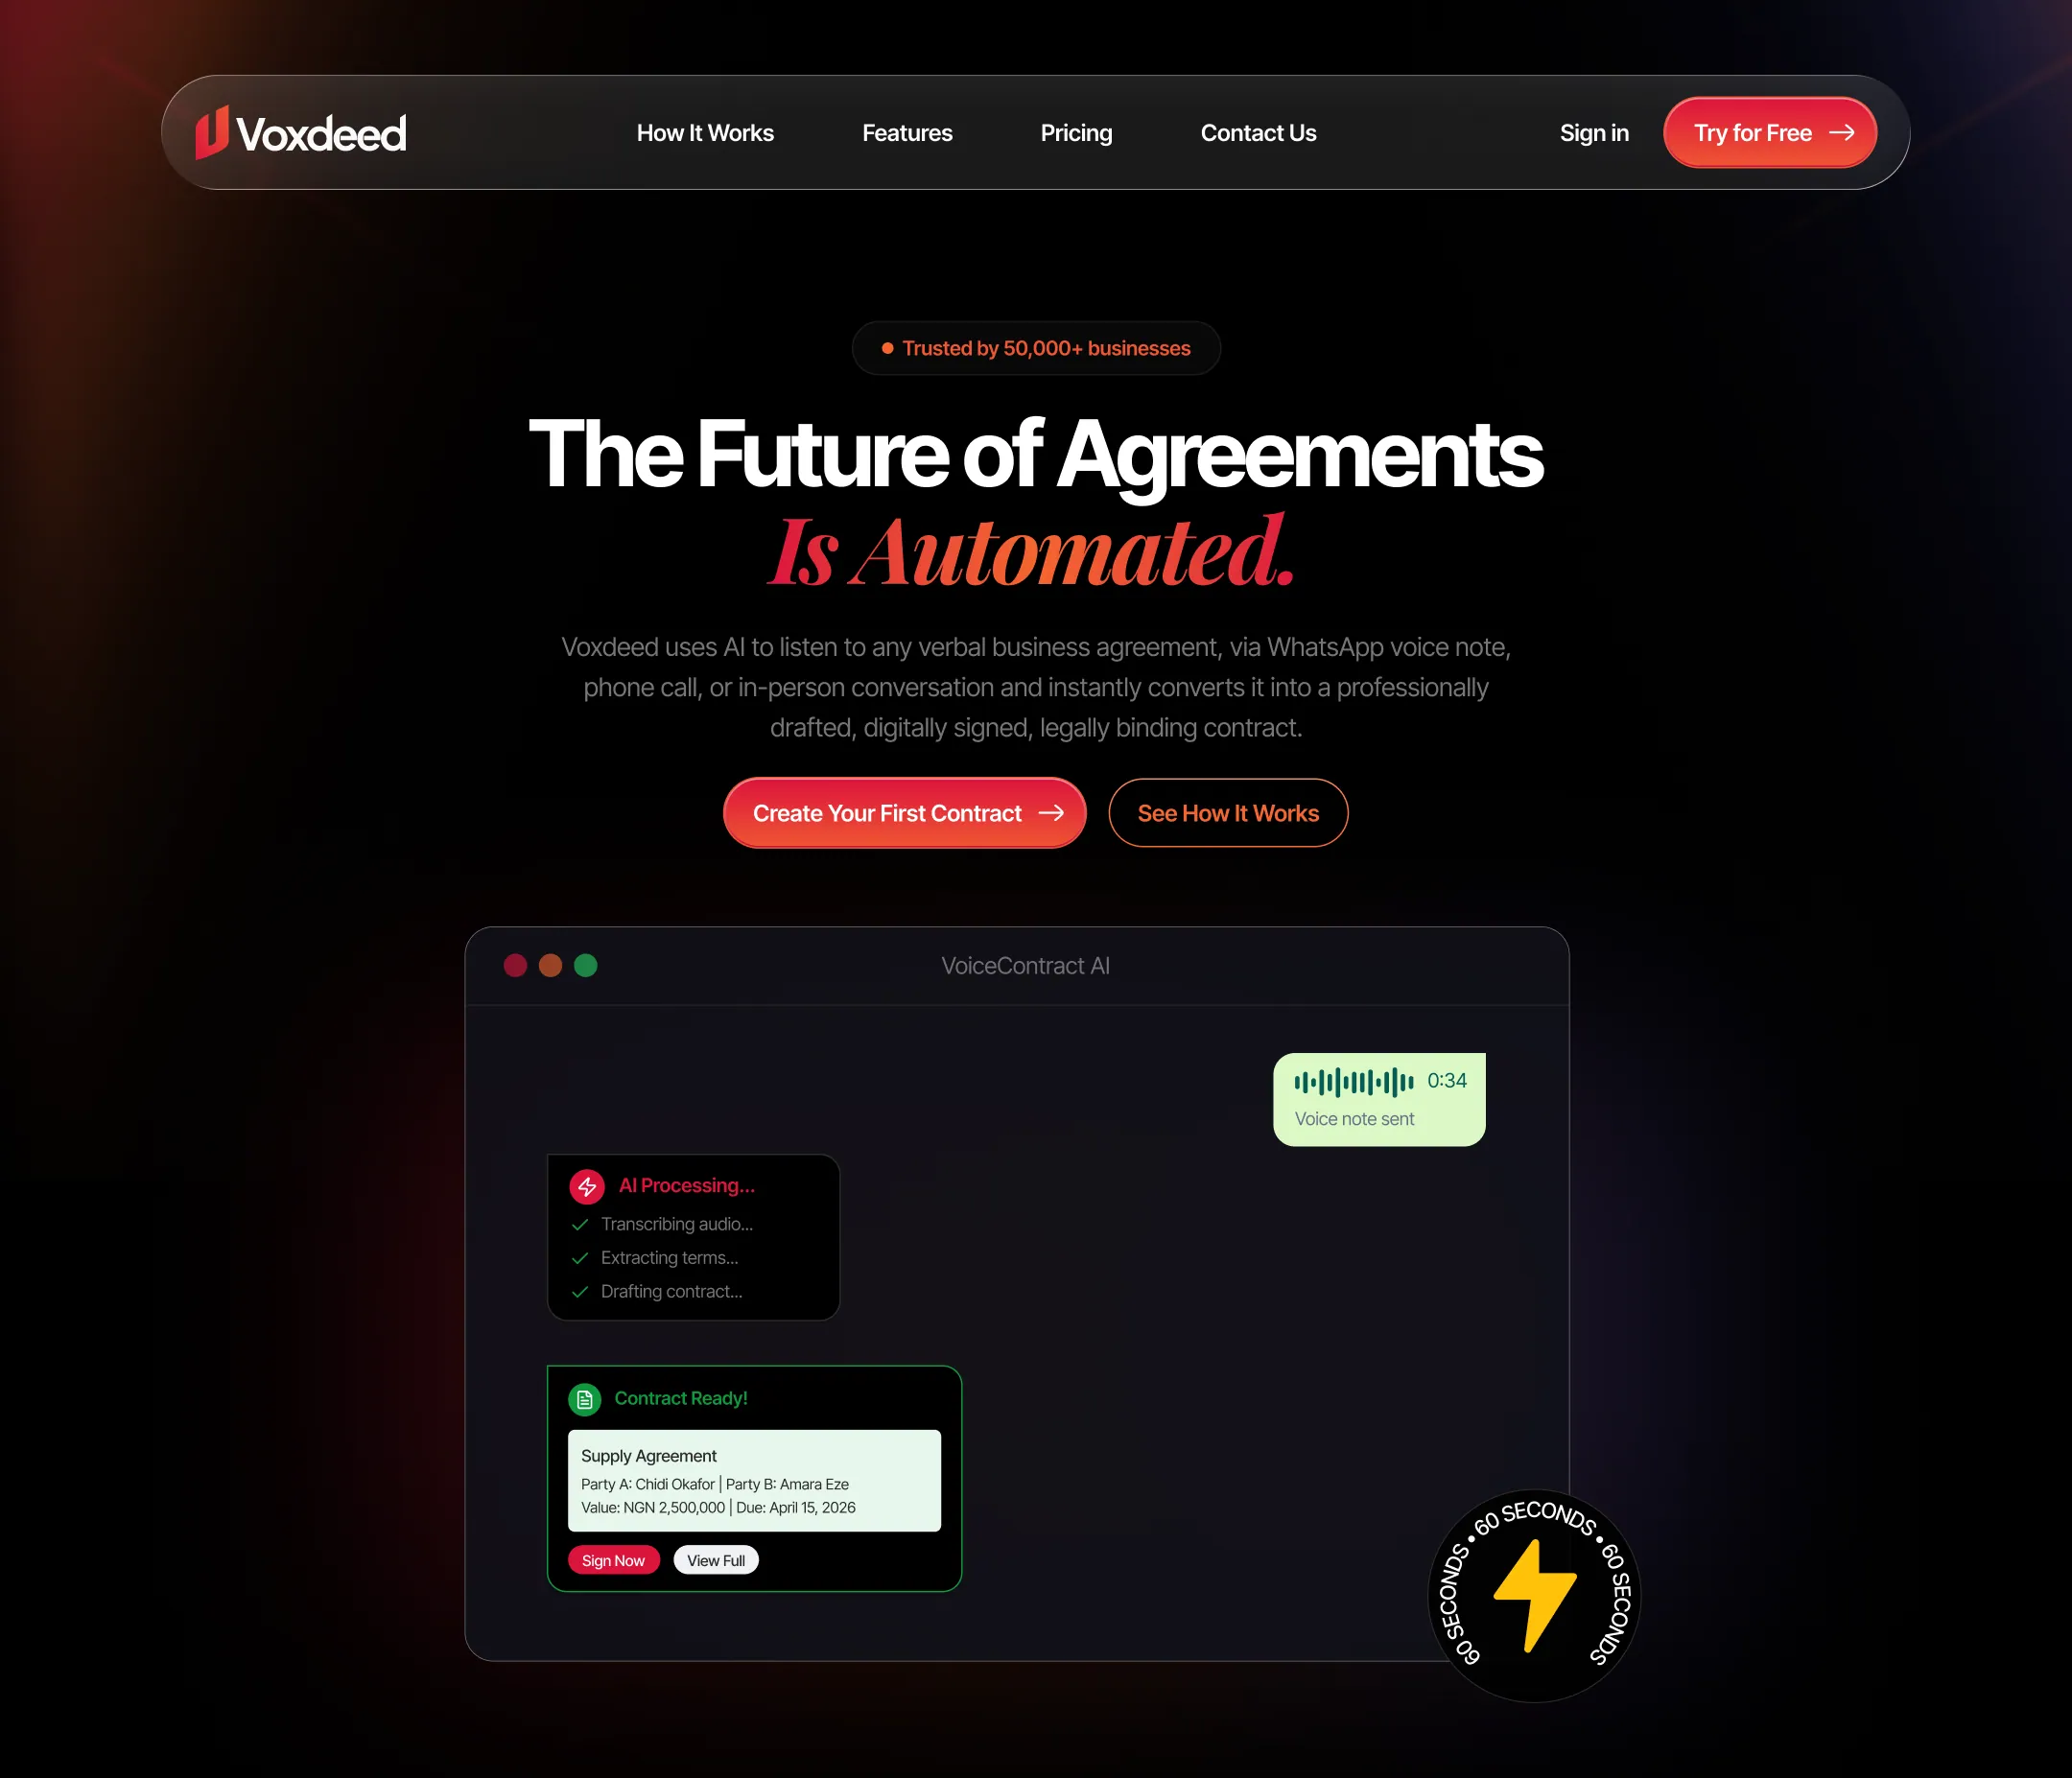 Voxdeed
How It Works
Features
Pricing
Contact Us
Sign in
Try for Free
Trusted by 50,000+ businesses
The Future of Agreements
Is Automated.
Voxdeed uses AI to listen to any verbal business agreement, via WhatsApp voice note,
phone call, or in-person conversation and instantly converts it into a professionally
drafted, digitally signed, legally binding contract.
Create Your First Contract
See How It Works
VoiceContract AI
0:34
Voice note sent
AI Processing...
Transcribing audio...
Extracting terms...
Drafting contract...
Contract Ready!
Supply Agreement
Party A: Chidi Okafor | Party B: Amara Eze
Value: NGN 2,500,000 | Due: April 15, 2026
Sign Now
View Full
60 SECONDS • 60 SECONDS • 60 SECONDS